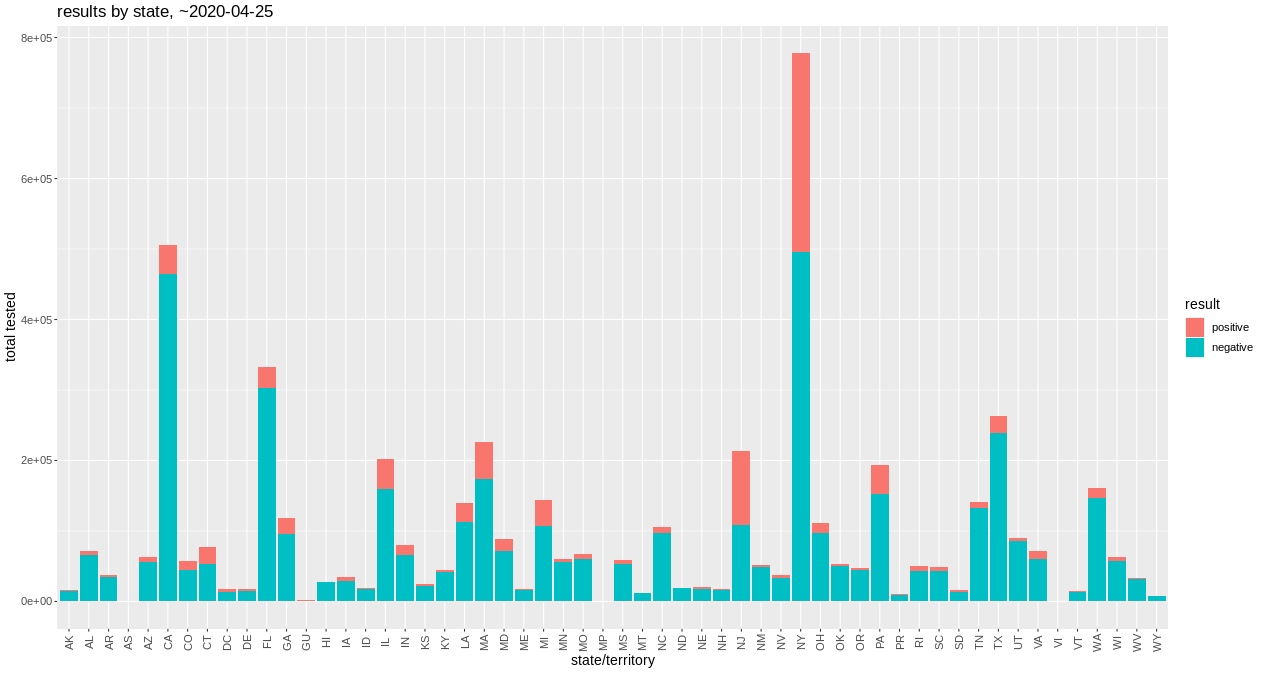 results by state, ~2020-04-25
8e+05
6e+05
4e+05
2e+05
0e+00
total tested
AK AL AR AS AZ CA CO CT DC DE FL GA GU HI IA ID IL IN KS KY LA MA MD ME MI MN MO MP MS MT NC ND NE NH NJ NM NV NY OH OK OR PA PR RI SC SD TN TX UT VA VI VT WA WI WV WY
state/territory
result
positive
negative